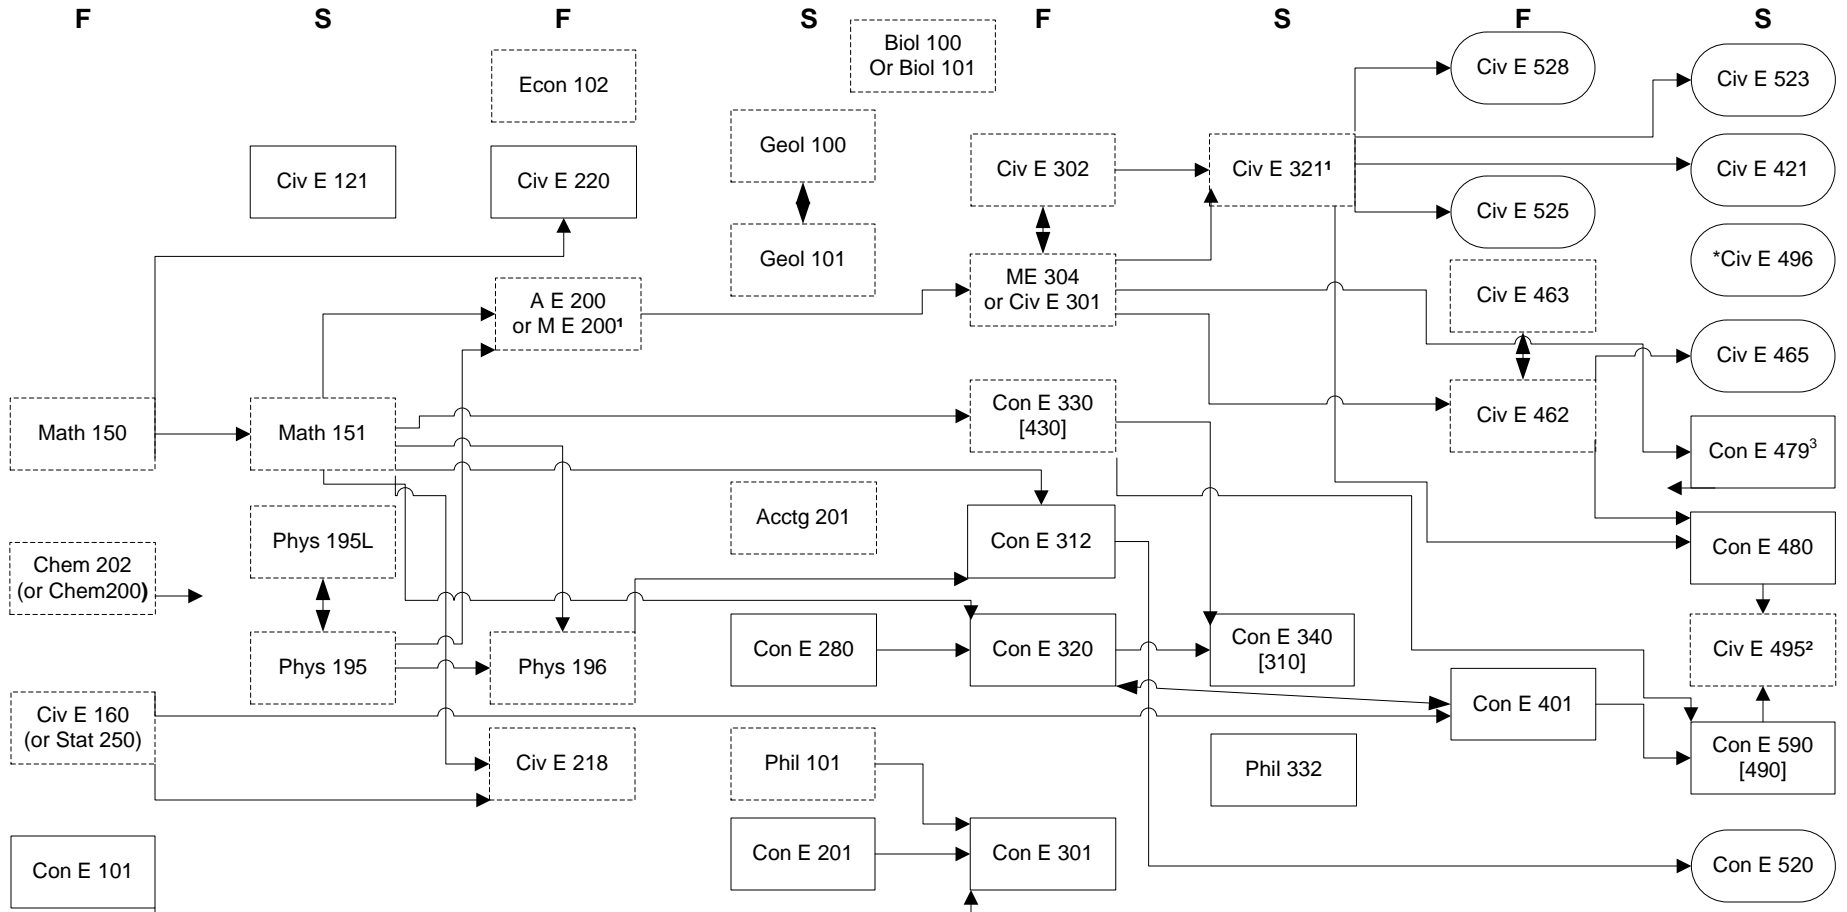 F S F S F S F S
Econ 102
Biol 100
Or Biol 101
Civ E 528
Civ E 523
Civ E 121
Civ E 220
Geol 100
Civ E 302
Civ E 321¹
Civ E 421
Civ E 525
Geol 101
*Civ E 496
A E 200
or M E 200¹
ME 304
or Civ E 301
Civ E 463
Civ E 465
Math 150
Math 151
Con E 330
[430]
Civ E 462
Con E 479³
Chem 202
(or Chem200)
Phys 195L
Acctg 201
Con E 312
Con E 480
Phys 195
Phys 196
Con E 280
Con E 320
Con E 340
[310]
Civ E 495²
Civ E 160
(or Stat 250)
Con E 401
Civ E 218
Phil 101
Phil 332
Con E 590
[490]
Con E 101
Con E 201
Con E 301
Con E 520